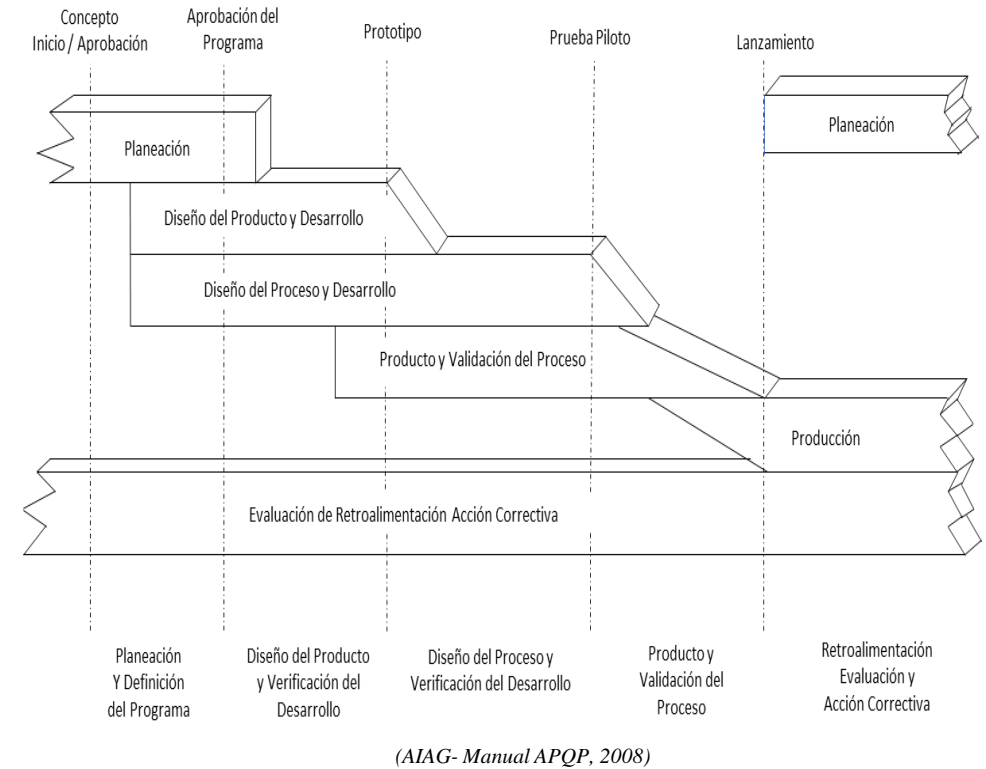 Concepto
Inicio / Aprobación
Aprobación del
Programa
Prototipo
Prueba Piloto
Lanzamiento
Planeación
Planeación
Diseño del Producto y Desarrollo
Diseño del Proceso y Desarrollo
Producto y Validación del Proceso
Producción
Evaluación de Retroalimentación Acción Correctiva
Planeación
Y Definición
del Programa
Diseño del Producto
y Verificación del
Desarrollo
Diseño del Proceso y
Verificación del Desarrollo
Producto y
Validación del
Proceso
Retroalimentación
Evaluación y
Acción Correctiva
(AIAG- Manual APQP, 2008)